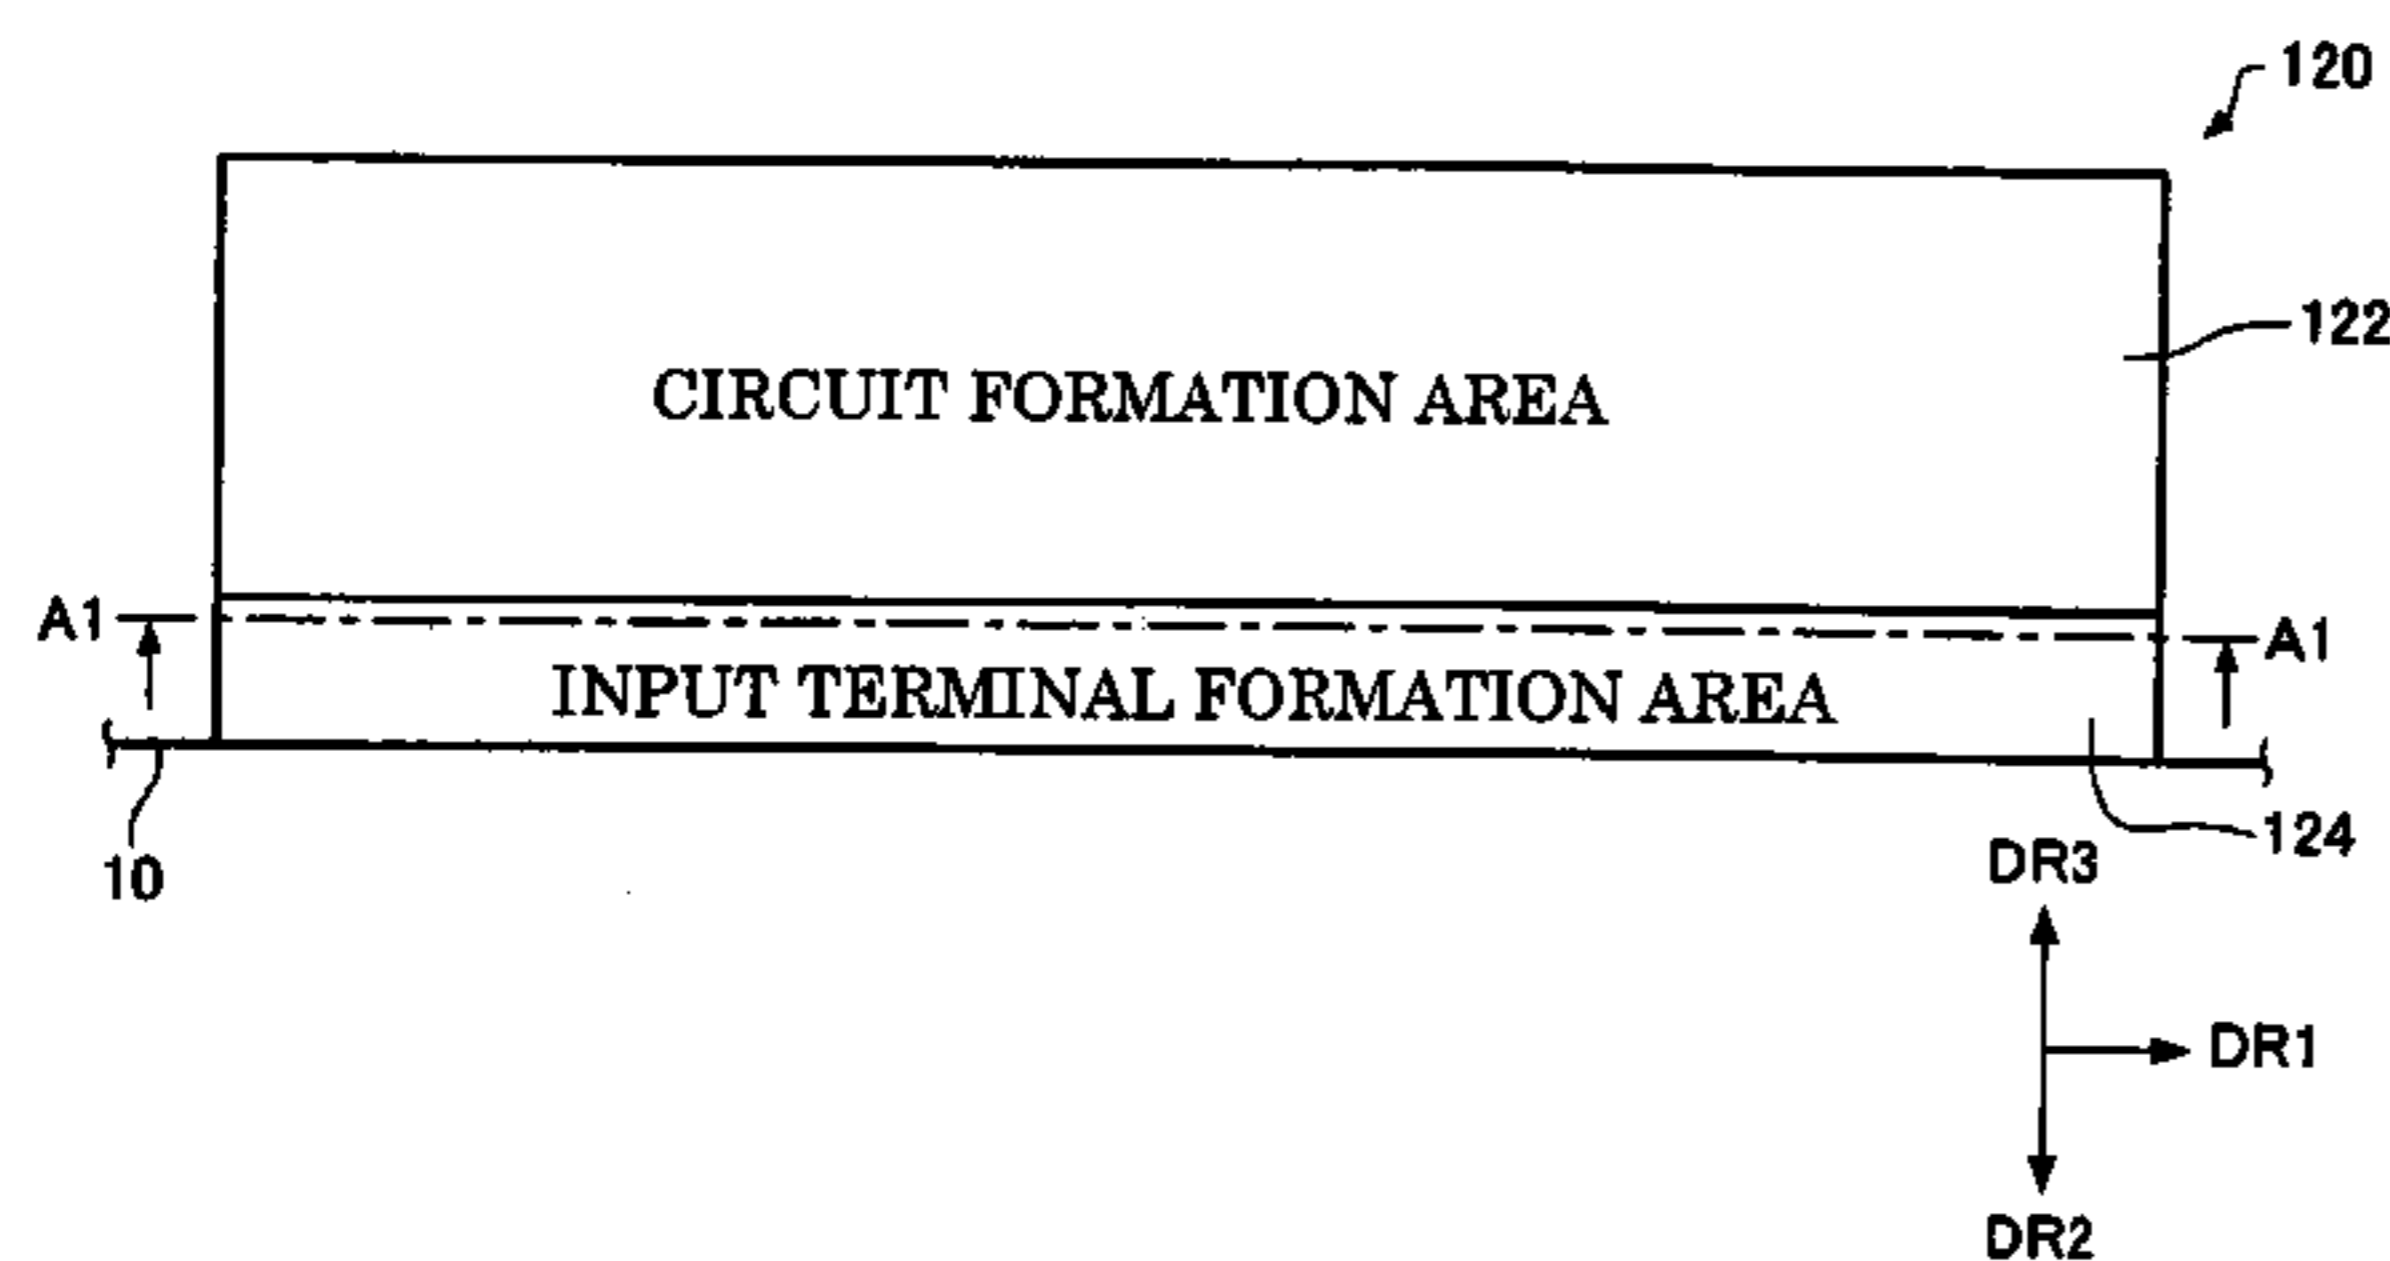 120
122
CIRCUIT FORMATION AREA
A1
A1
INPUT TERMINAL FORMATION AREA
124
10
DR3
DR1
DR2